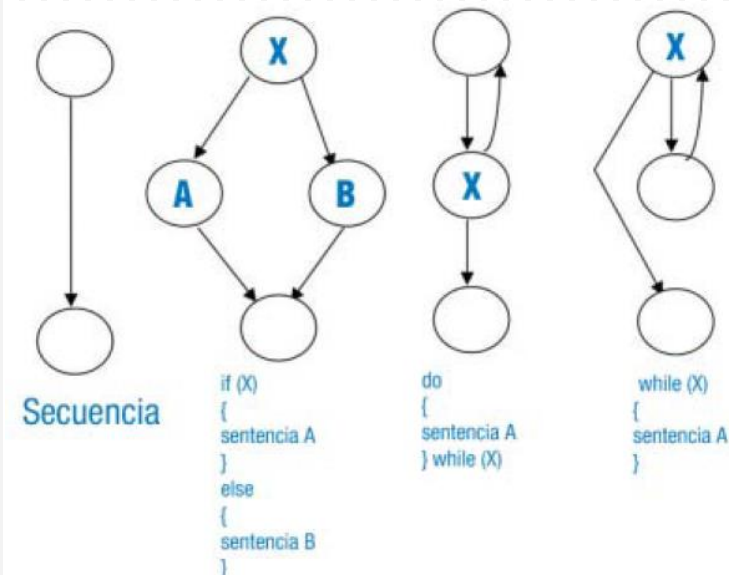 X
A
B
X
X
Secuencia
if (X)
{
sentencia A
}
else
{
sentencia B
}
do
{
sentencia A
} while (X)
while (X)
{
sentencia A
}